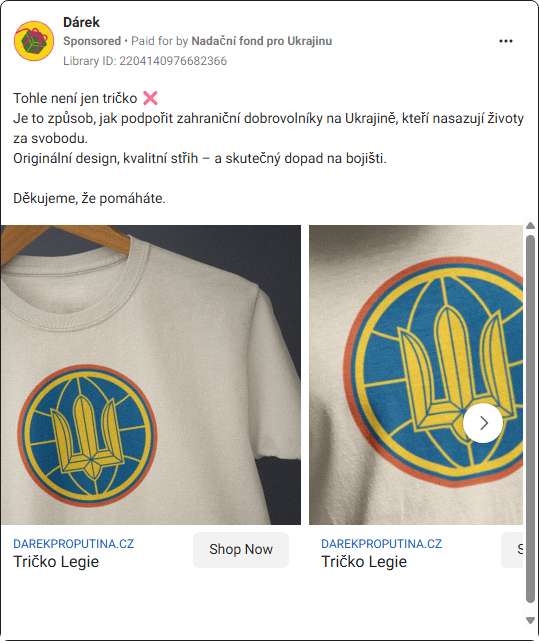 Dárek
Sponsored • Paid for by Nadační fond pro Ukrajinu
Library ID: 2204140976682366
Tohle není jen tričko ❌
Je to způsob, jak podpořit zahraniční dobrovolníky na Ukrajině, kteří nasazují životy
za svobodu.
Originální design, kvalitní střih – a skutečný dopad na bojišti.
Děkujeme, že pomáháte.
DAREKPROPUTINA.CZ
Tričko Legie
Shop Now
DAREKPROPUTINA.CZ
Tričko Legie
S